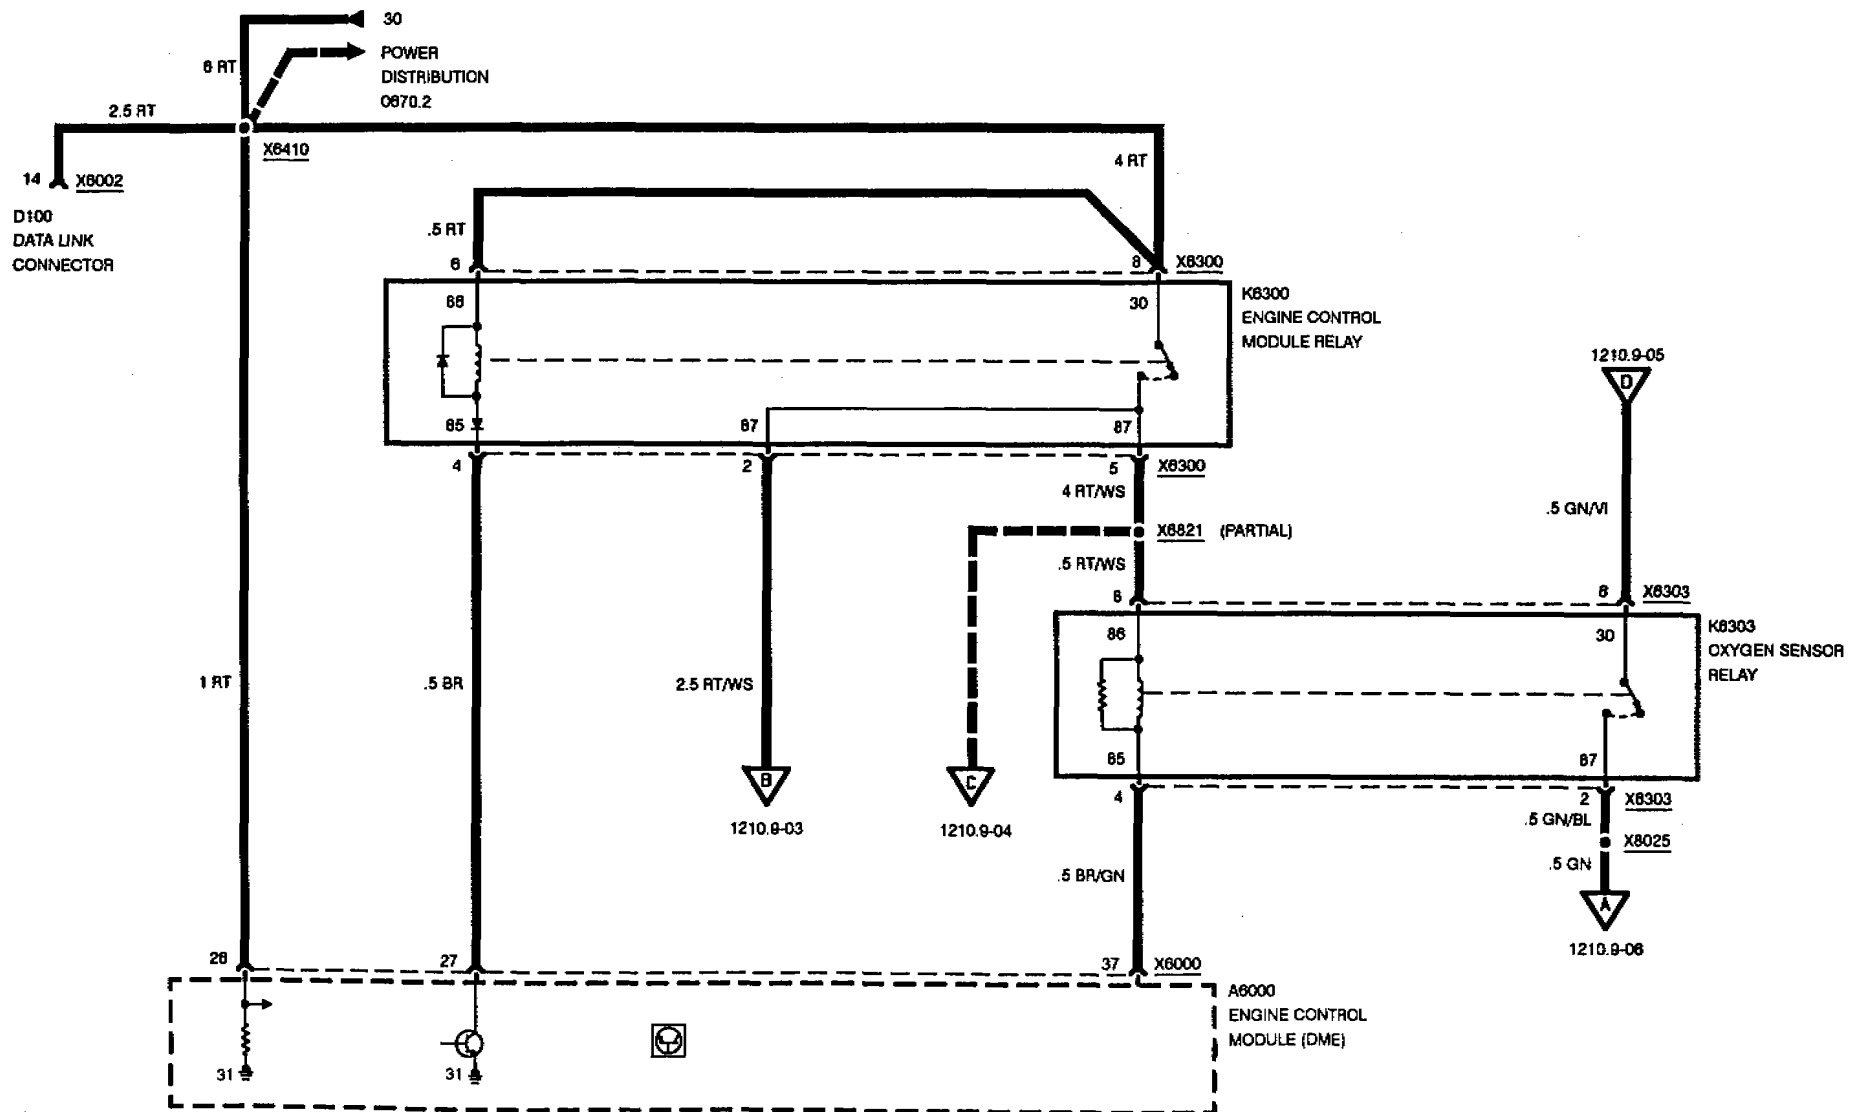 30
6 RT
POWER
DISTRIBUTION
0670.2
2.5 RT
X6410
14 X6002
D100
DATA LINK
CONNECTOR
4 RT
.5 RT
6
8 X6300
86
30
K6300
ENGINE CONTROL
MODULE RELAY
85
87
87
4
2
5 X6300
4 RT/WS
X6821 (PARTIAL)
.5 RT/WS
1210.9-05
D
.5 GN/VI
6
8 X6303
86
30
K6303
OXYGEN SENSOR
RELAY
1 RT
.5 BR
2.5 RT/WS
85
87
B
1210.9-03
C
1210.9-04
4
2 X6303
.5 GN/BL
X8025
.5 GN
A
1210.9-06
.5 BR/GN
26
27
37 X6000
A6000
ENGINE CONTROL
MODULE (DME)
31
31